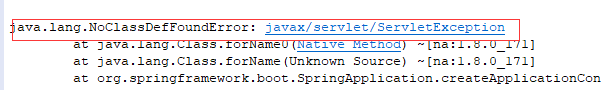 java.lang.NoClassDefFoundError: javax/servlet/ServletException
at java.lang.Class.forName0(Native Method) ~[na:1.8.0_171]
at java.lang.Class.forName(Unknown Source) ~[na:1.8.0_171]
at org.springframework.boot.SpringApplication.createApplicationCon